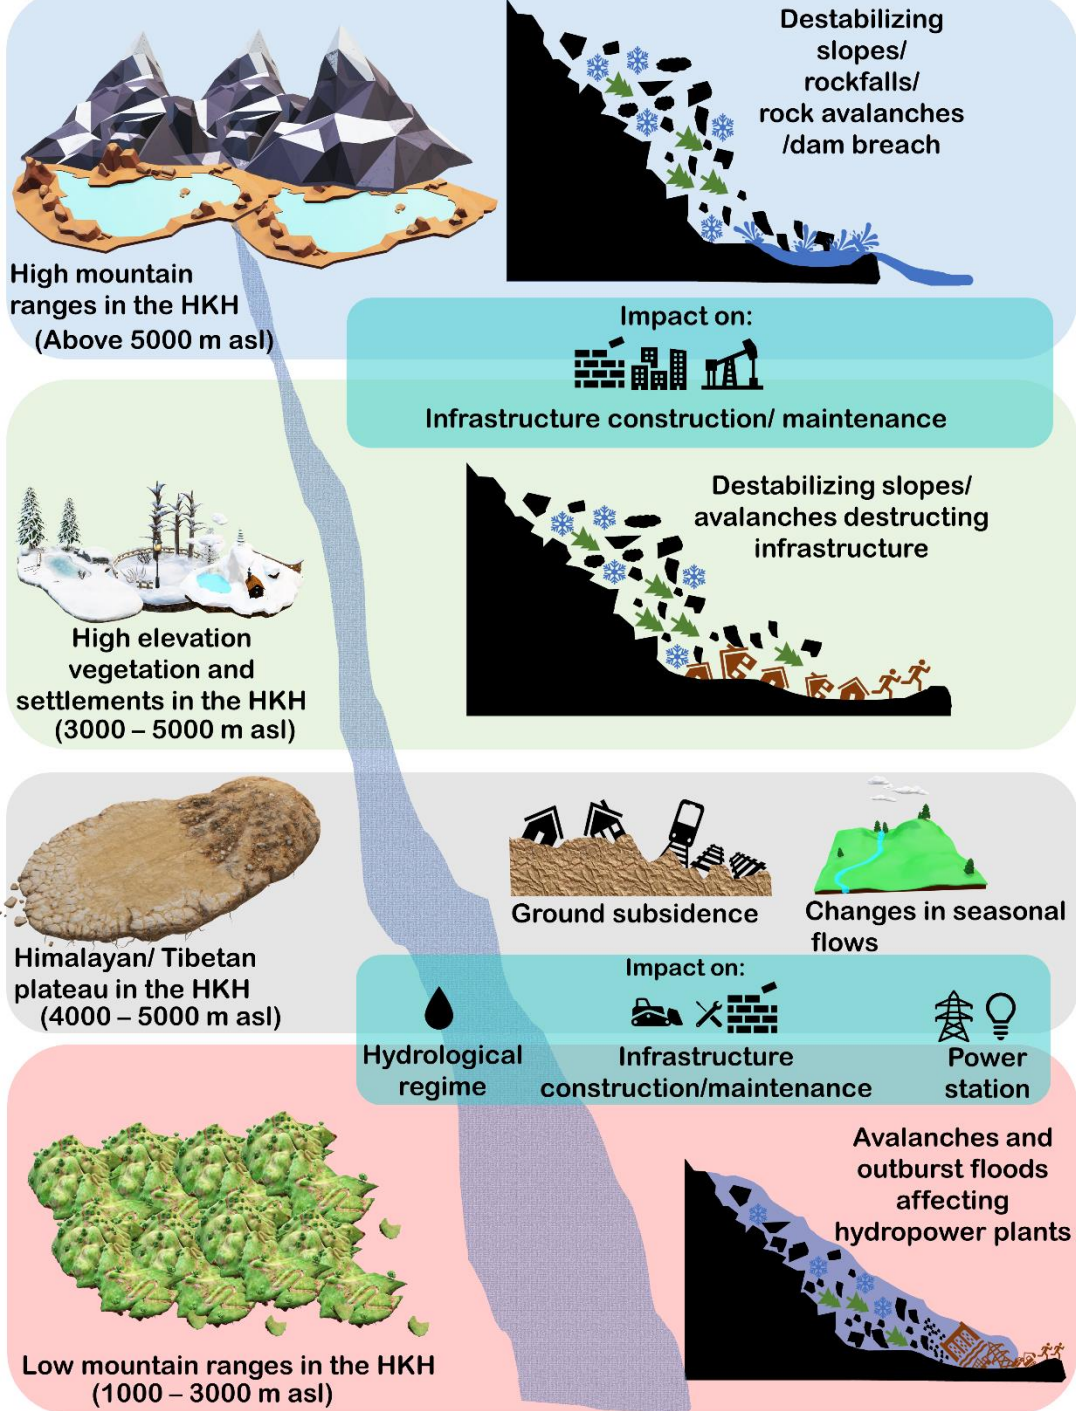 Destabilizing
slopes/
rockfalls/
rock avalanches
/dam breach
High mountain
ranges in the HKH
(Above 5000 m asl)
Impact on:
Infrastructure construction/ maintenance
Destabilizing slopes/
avalanches destructing
infrastructure
High elevation
vegetation and
settlements in the HKH
(3000 – 5000 m asl)
Ground subsidence
Changes in seasonal
flows
Himalayan/ Tibetan
plateau in the HKH
(4000 – 5000 m asl)
Impact on:
Hydrological
regime
Infrastructure
construction/maintenance
Power
station
Avalanches and
outburst floods
affecting
hydropower plants
Low mountain ranges in the HKH
(1000 – 3000 m asl)